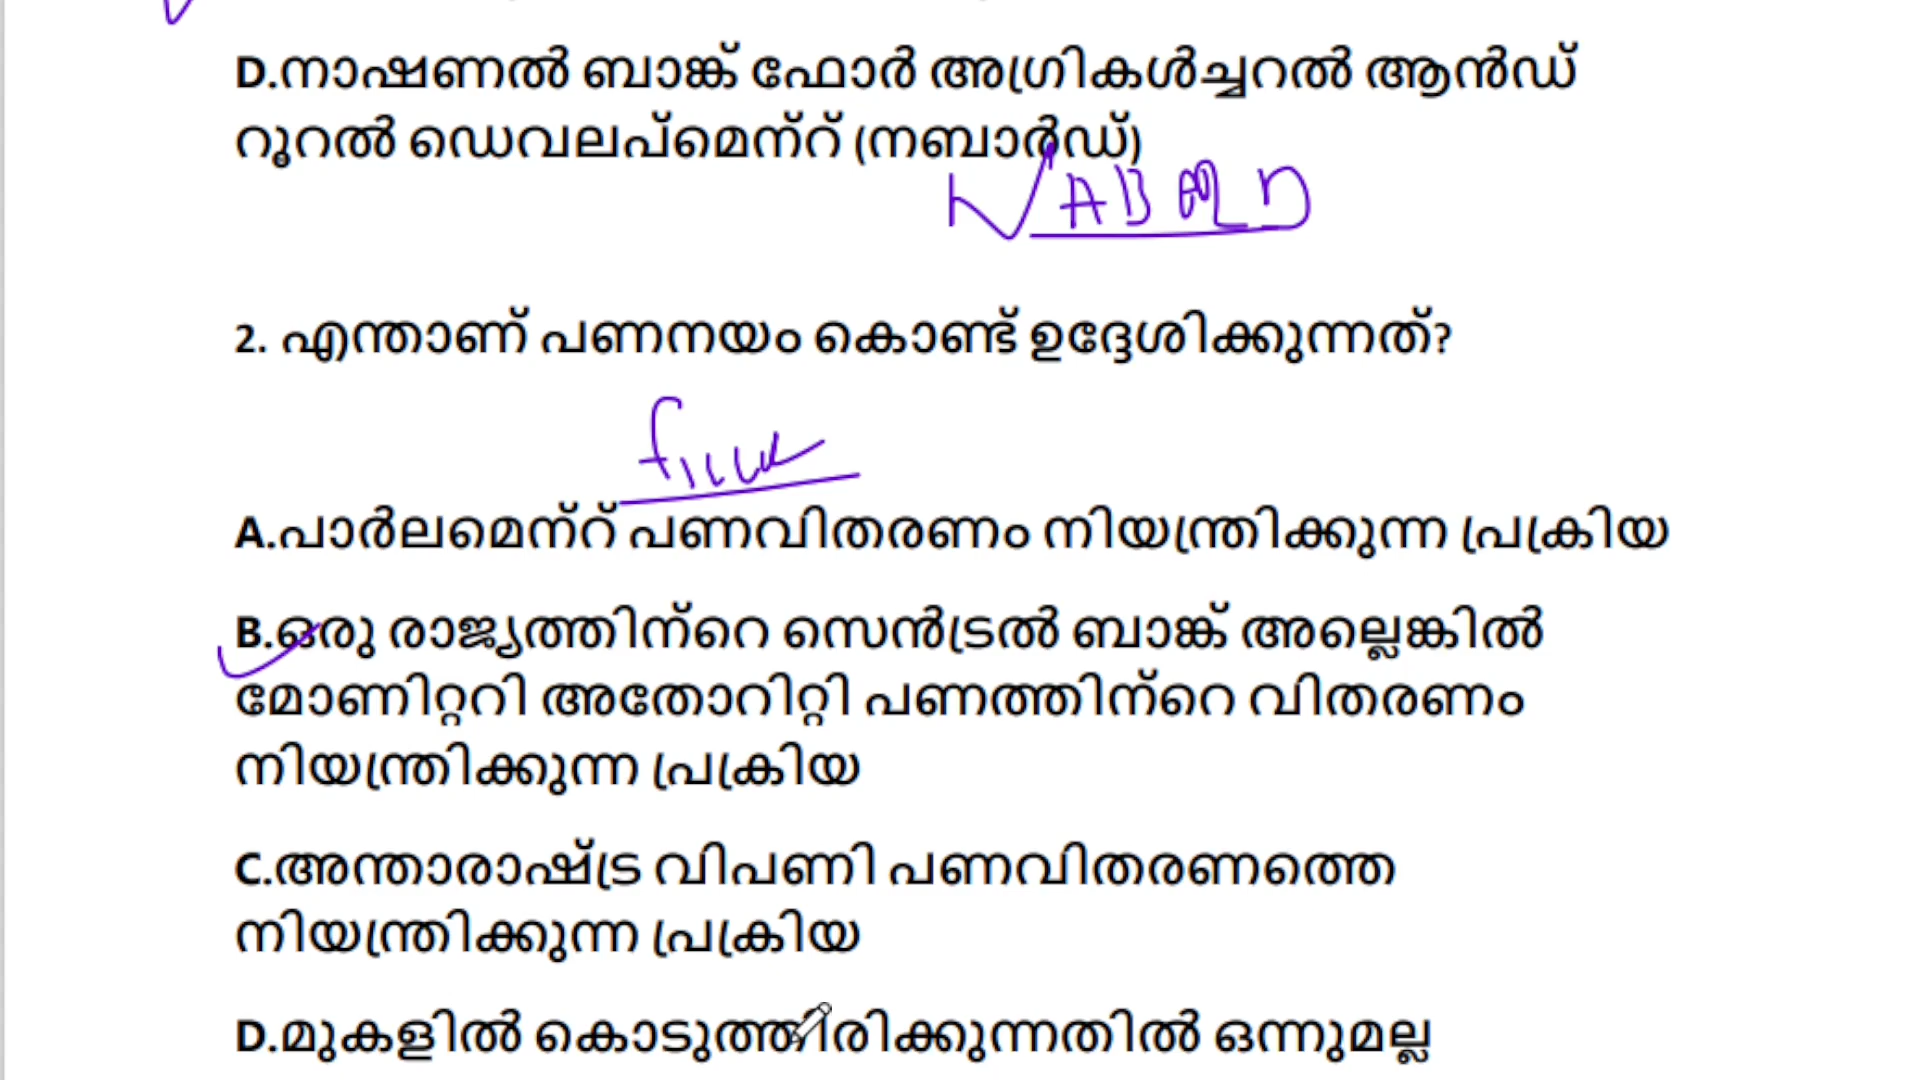 D.നാഷണൽ ബാങ്ക് ഫോർ അഗ്രികൾച്ചറൽ ആൻഡ്
റൂറൽ ഡെവലപ്മെന്റ് (നബാർഡ്)
2. എന്താണ് പണനയം കൊണ്ട് ഉദ്ദേശിക്കുന്നത്?
A.പാർലമെന്റ് പണവിതരണം നിയന്ത്രിക്കുന്ന പ്രക്രിയ
B.ഒരു രാജ്യത്തിന്റെ സെൻട്രൽ ബാങ്ക് അല്ലെങ്കിൽ
മോണിറ്ററി അതോറിറ്റി പണത്തിന്റെ വിതരണം
നിയന്ത്രിക്കുന്ന പ്രക്രിയ
C.അന്താരാഷ്ട്ര വിപണി പണവിതരണത്തെ
നിയന്ത്രിക്കുന്ന പ്രക്രിയ
D.മുകളിൽ കൊടുത്തിരിക്കുന്നതിൽ ഒന്നുമല്ല